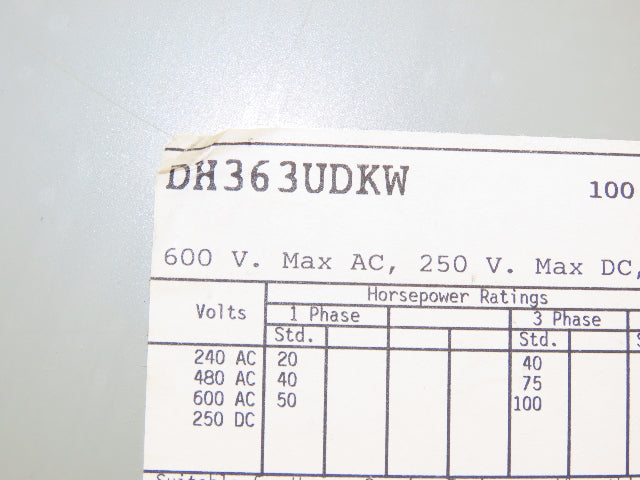 DH363UDKW 100
600 V. Max AC, 250 V. Max DC,
Horsepower Ratings
Volts 1 Phase 3 Phase
Std. Std.
240 AC 20 40
480 AC 40 75
600 AC 50 100
250 DC